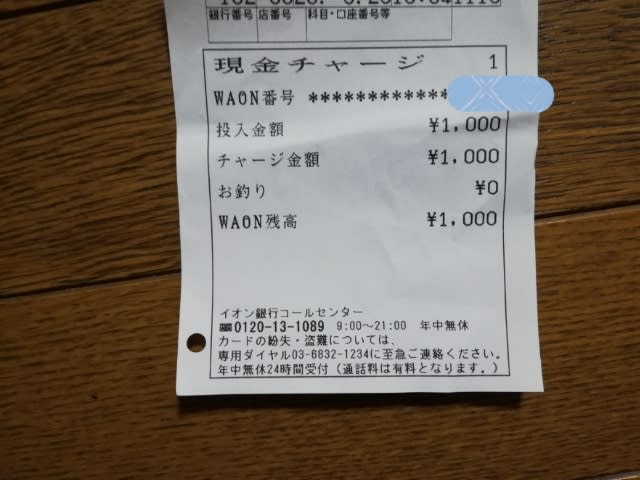 銀行番号 店番号 科目・口座番号等
現金チャージ 1
WAON番号 ************
投入金額 ¥1,000
チャージ金額 ¥1,000
お釣り ¥0
WAON残高 ¥1,000
イオン銀行コールセンター
0120-13-1089 9:00~21:00 年中無休
カードの紛失・盗難については、
専用ダイヤル03-6832-1234に至急ご連絡ください。
年中無休24時間受付(通話料は有料となります。)